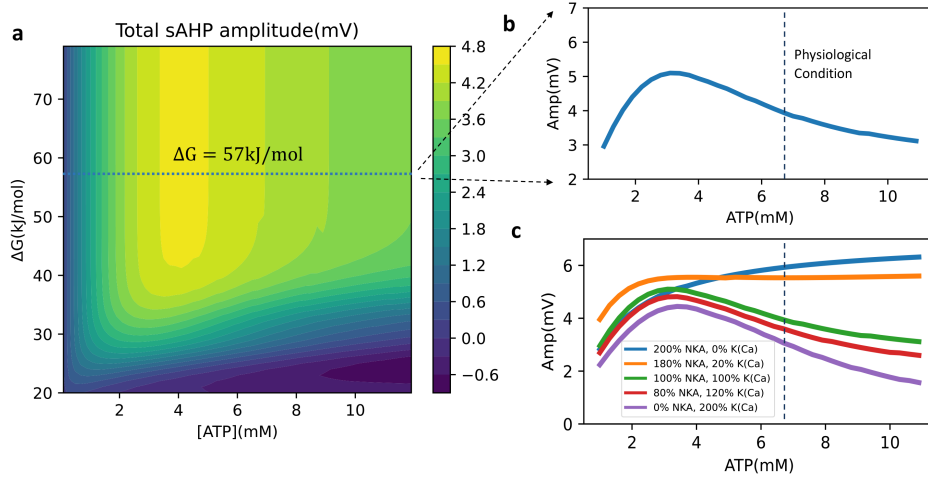 a
Total sAHP amplitude(mV)
ΔG = 57kJ/mol
ΔG(kJ/mol)
70
60
50
40
30
20
2
4
6
8
10
[ATP](mM)
4.8
4.2
3.6
3.0
2.4
1.8
1.2
0.6
0.0
−0.6
b
Amp(mV)
7
6
5
4
3
2
Physiological
Condition
2
4
6
8
10
ATP(mM)
c
Amp(mV)
6
4
2
0
200% NKA, 0% K(Ca)
180% NKA, 20% K(Ca)
100% NKA, 100% K(Ca)
80% NKA, 120% K(Ca)
0% NKA, 200% K(Ca)
2
4
6
8
10
ATP(mM)